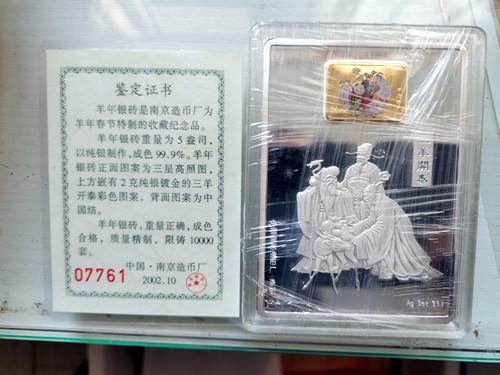 鉴定证书
羊年银砖是南京造币厂为
羊年春节特制的收藏纪念品。
羊年银砖重量为5盎司，
以纯银制作，成色99.9%。羊年
银砖正面图案为三星高照图，
上方嵌有2克纯银镀金的三羊
开泰彩色图案，背面图案为中
国结。
羊年银砖，重量正确，成色
合格，质量精制，限铸10000
套。
07761
中国·南京造币厂
2002.10
羊開泰